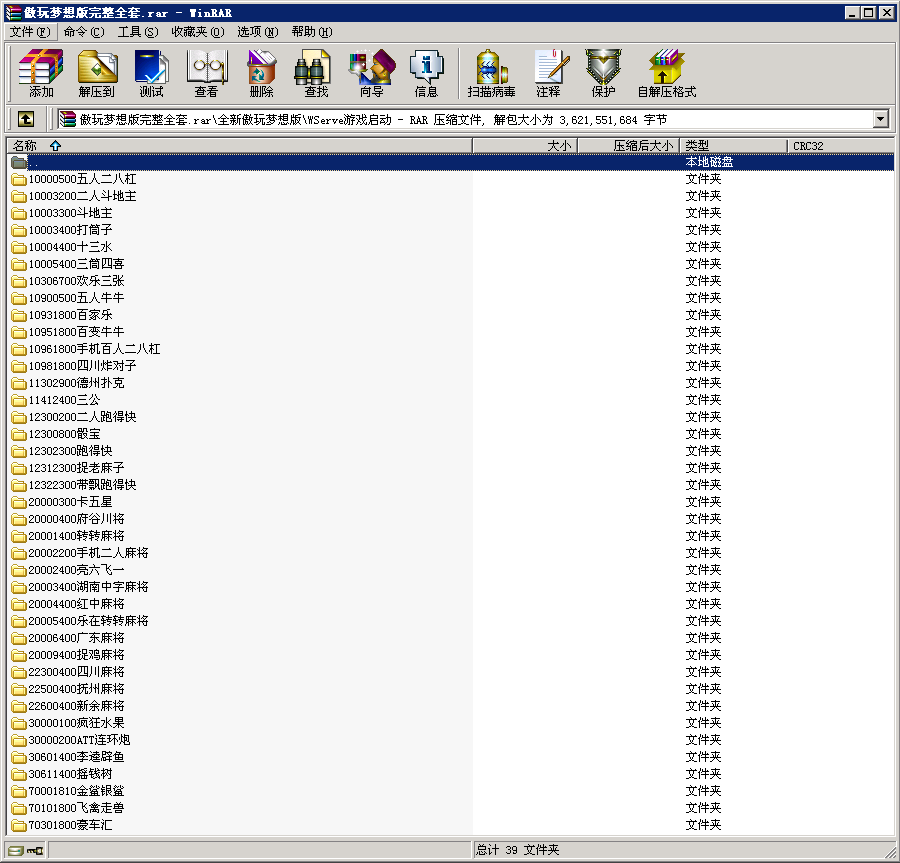 傲玩梦想版完整全套.rar - WinRAR
文件(F) 命令(C) 工具(S) 收藏夹(O) 选项(N) 帮助(H)
添加 解压到 测试 查看 删除 查找 向导 信息 扫描病毒 注释 保护 自解压格式
傲玩梦想版完整全套.rar\全新傲玩梦想版\WServe游戏启动 - RAR 压缩文件, 解包大小为 3,621,551,684 字节
名称 大小 压缩后大小 类型 CRC32
.. 本地磁盘
10000500五人二八杠 文件夹
10003200二人斗地主 文件夹
10003300斗地主 文件夹
10003400打筒子 文件夹
10004400十三水 文件夹
10005400三筒四喜 文件夹
10306700欢乐三张 文件夹
10900500五人牛牛 文件夹
10931800百家乐 文件夹
10951800百变牛牛 文件夹
10961800手机百人二八杠 文件夹
10981800四川炸对子 文件夹
11302900德州扑克 文件夹
11412400三公 文件夹
12300200二人跑得快 文件夹
12300800骰宝 文件夹
12302300跑得快 文件夹
12312300捉老麻子 文件夹
12322300带飘跑得快 文件夹
20000300卡五星 文件夹
20000400府谷川将 文件夹
20001400转转麻将 文件夹
20002200手机二人麻将 文件夹
20002400亮六飞一 文件夹
20003400湖南中字麻将 文件夹
20004400红中麻将 文件夹
20005400乐在转转麻将 文件夹
20006400广东麻将 文件夹
20009400捉鸡麻将 文件夹
22300400四川麻将 文件夹
22500400抚州麻将 文件夹
22600400新余麻将 文件夹
30000100疯狂水果 文件夹
30000200ATT连环炮 文件夹
30601400李逵劈鱼 文件夹
30611400摇钱树 文件夹
70001810金鲨银鲨 文件夹
70101800飞禽走兽 文件夹
70301800豪车汇 文件夹
总计 39 文件夹